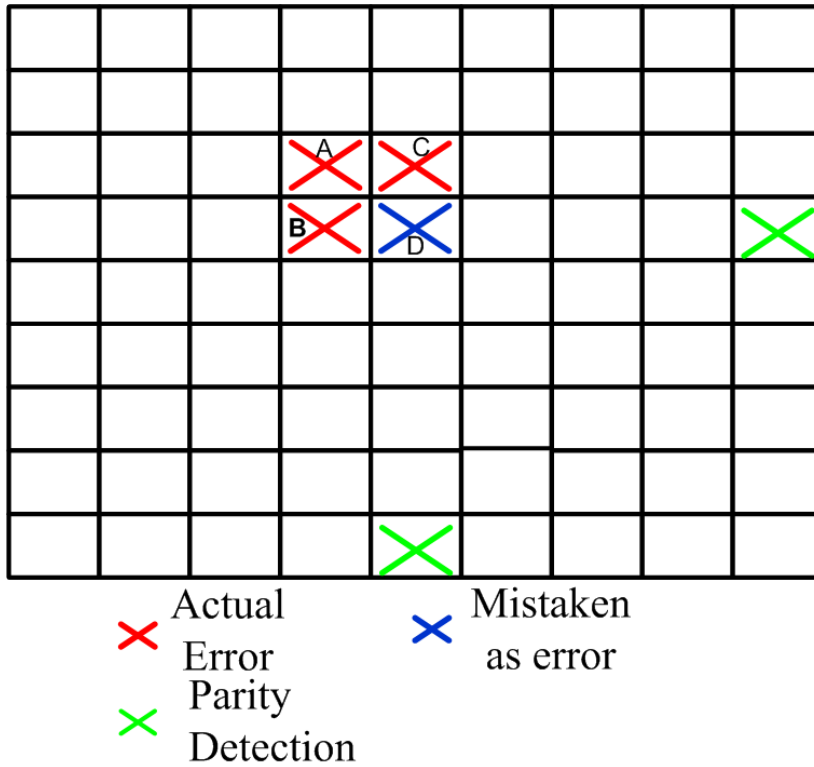 A C
B
D
Actual
Error
Mistaken
as error
Parity
Detection